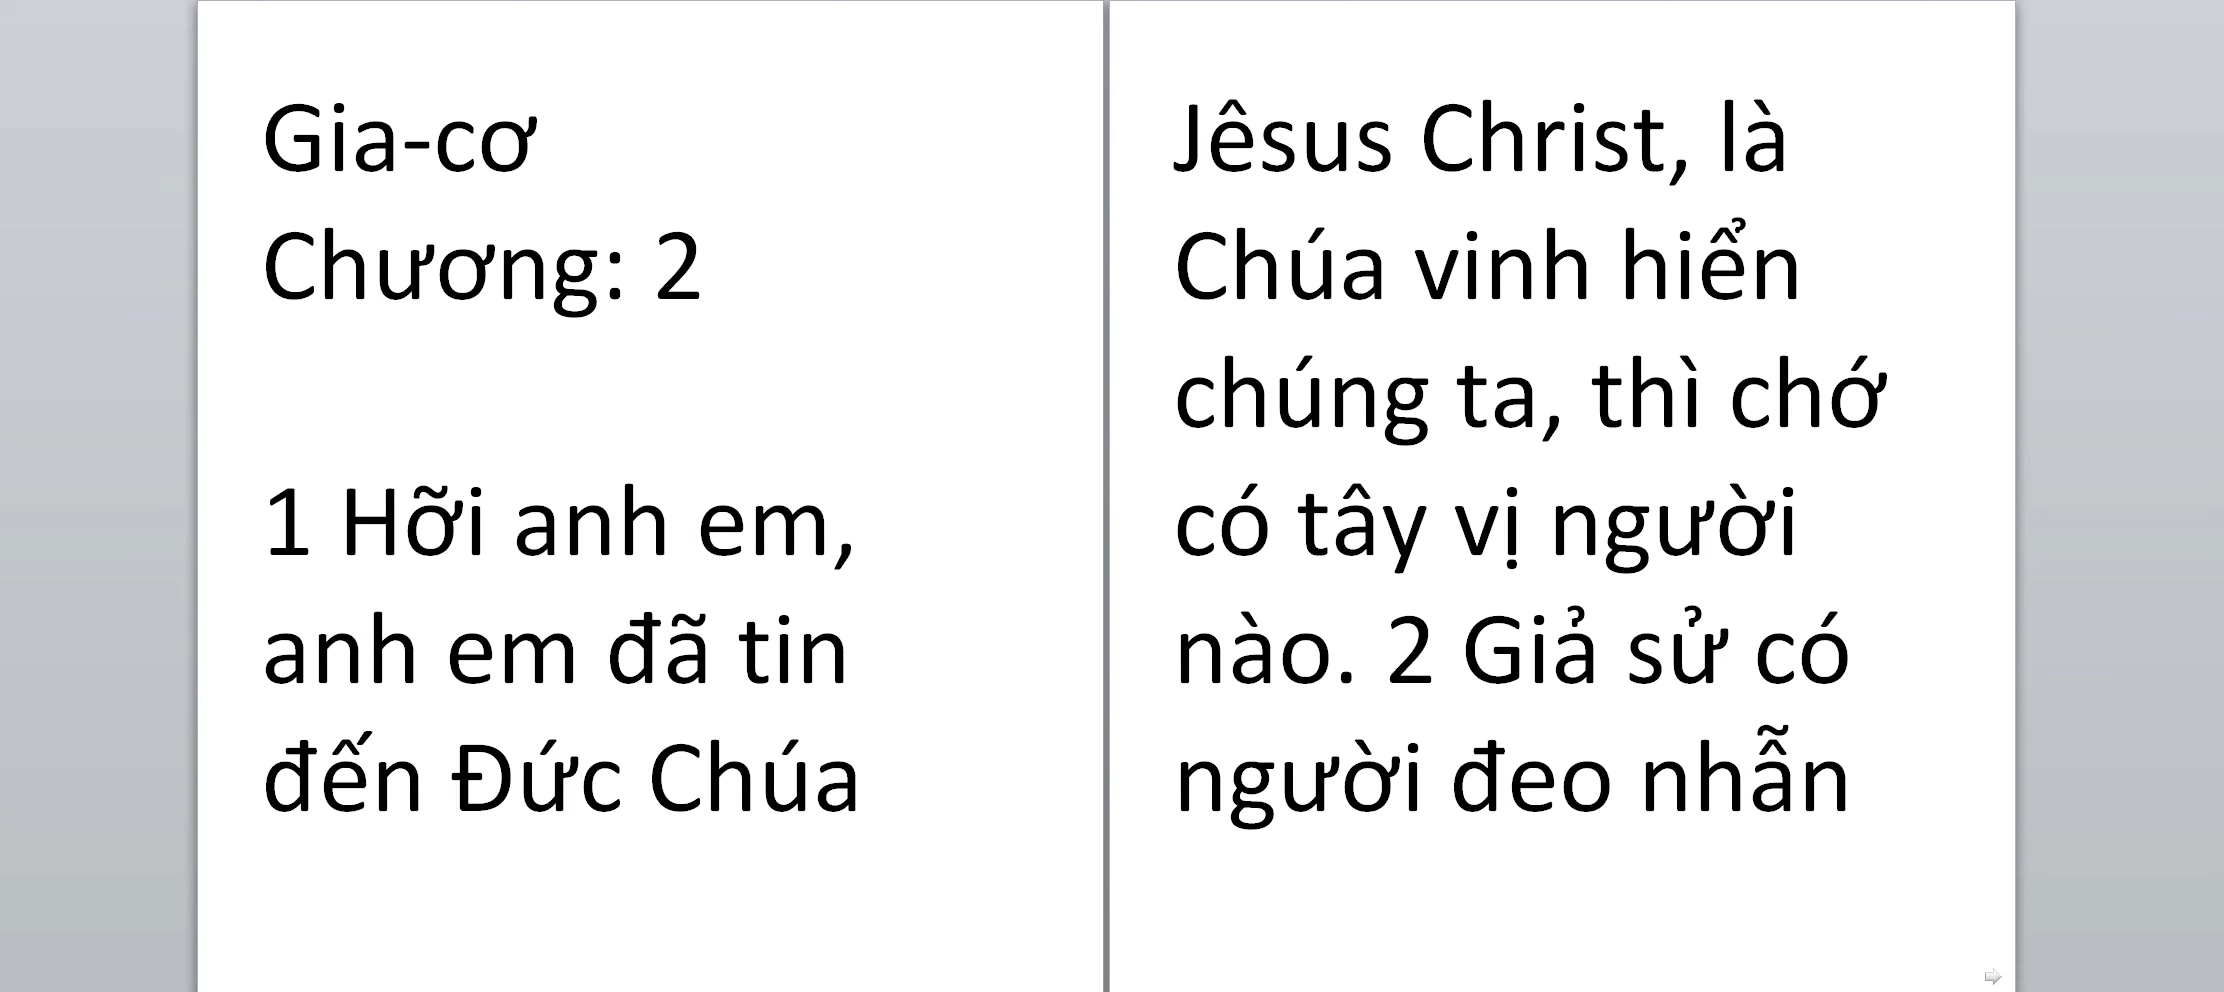 Gia-cơ
Chương: 2
1 Hỡi anh em,
anh em đã tin
đến Đức Chúa
Jêsus Christ, là
Chúa vinh hiển
chúng ta, thì chớ
có tây vị người
nào. 2 Giả sử có
người đeo nhẫn